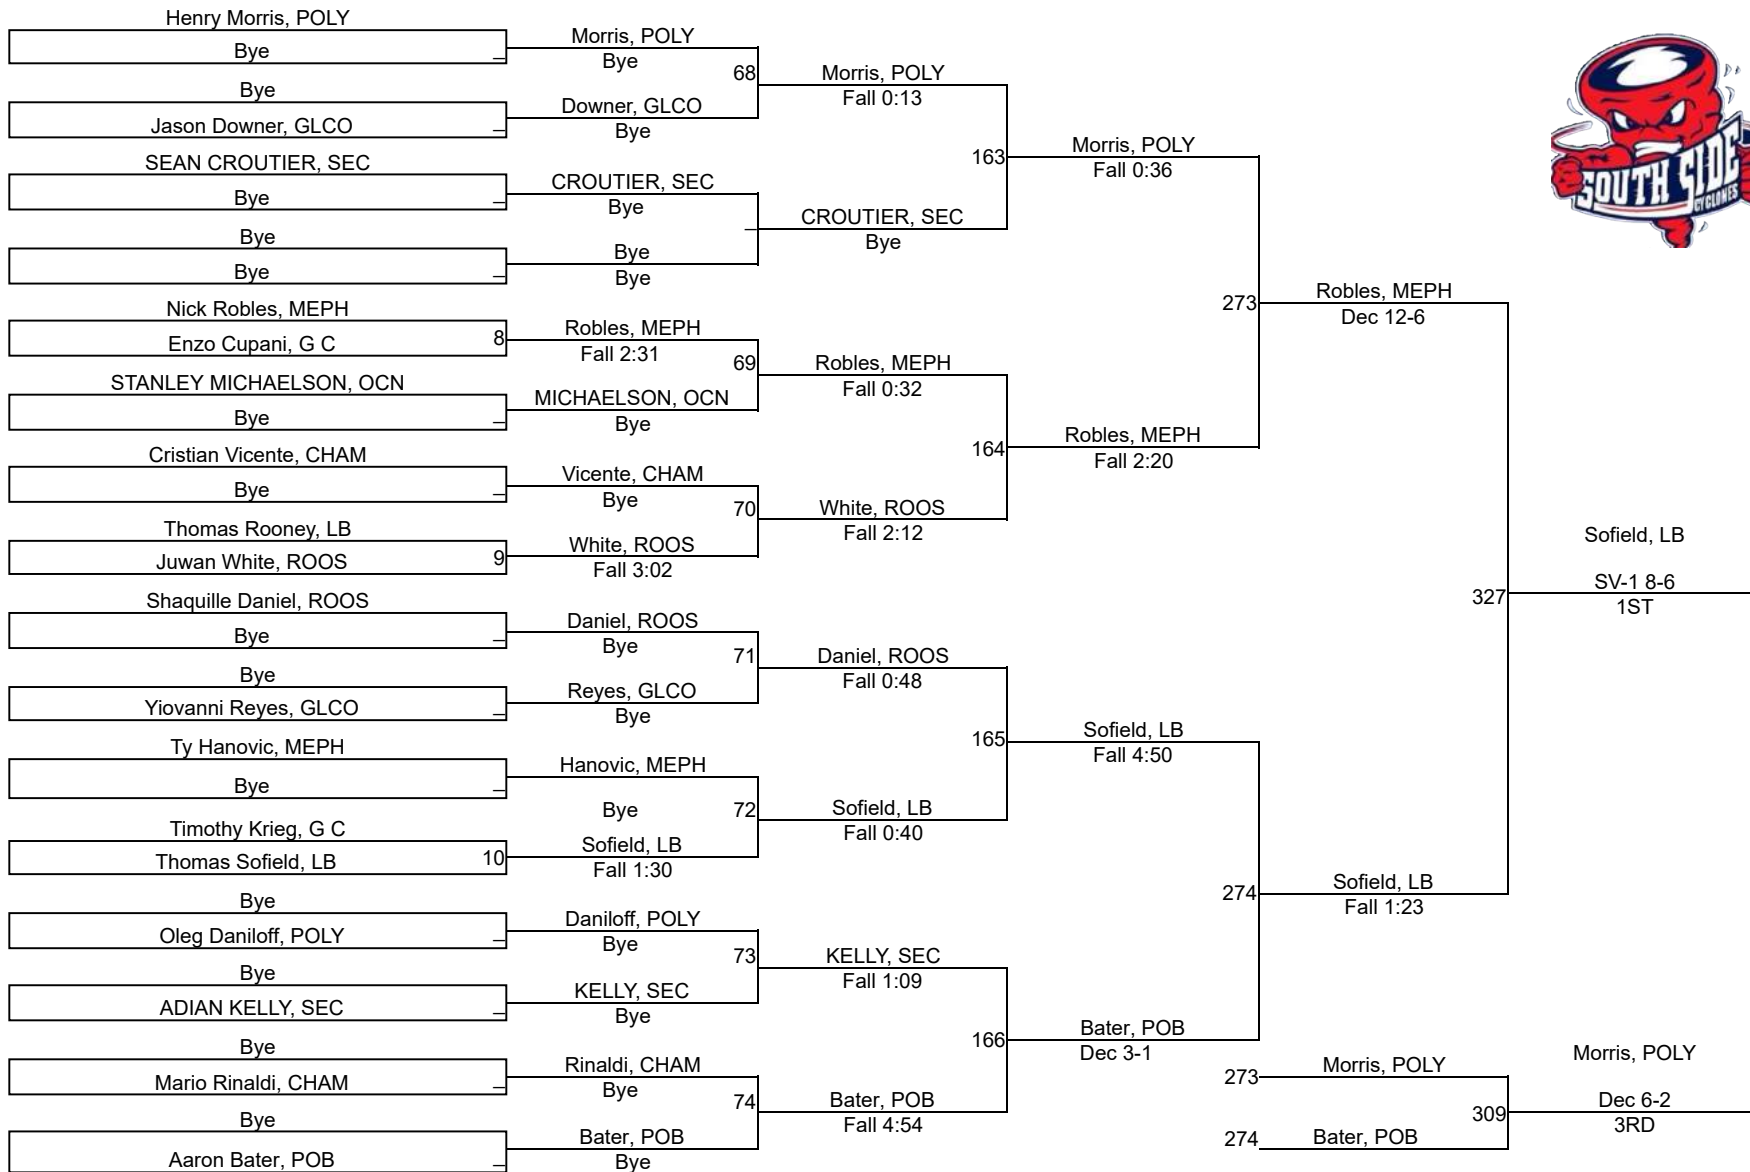 Henry Morris, POLY
Bye
Bye
Jason Downer, GLCO
SEAN CROUTIER, SEC
Bye
Bye
Bye
Nick Robles, MEPH
Enzo Cupani, G C
8
STANLEY MICHAELSON, OCN
Bye
Cristian Vicente, CHAM
Bye
Thomas Rooney, LB
Juwan White, ROOS
9
Shaquille Daniel, ROOS
Bye
Bye
Yiovanni Reyes, GLCO
Ty Hanovic, MEPH
Bye
Timothy Krieg, G C
Thomas Sofield, LB
10
Bye
Oleg Daniloff, POLY
Bye
ADIAN KELLY, SEC
Bye
Mario Rinaldi, CHAM
Bye
Aaron Bater, POB
Morris, POLY
Bye
68
Downer, GLCO
Bye
CROUTIER, SEC
Bye
Bye
Bye
Robles, MEPH
Fall 2:31
69
MICHAELSON, OCN
Bye
Vicente, CHAM
Bye
70
White, ROOS
Fall 3:02
Daniel, ROOS
Bye
71
Reyes, GLCO
Bye
Hanovic, MEPH
Bye
72
Sofield, LB
Fall 1:30
Daniloff, POLY
Bye
73
KELLY, SEC
Bye
Rinaldi, CHAM
Bye
74
Bater, POB
Bye
Morris, POLY
Fall 0:13
163
CROUTIER, SEC
Bye
Robles, MEPH
Fall 0:32
164
White, ROOS
Fall 2:12
Daniel, ROOS
Fall 0:48
165
Sofield, LB
Fall 0:40
KELLY, SEC
Fall 1:09
166
Bater, POB
Fall 4:54
Morris, POLY
Fall 0:36
273
Robles, MEPH
Fall 2:20
Sofield, LB
Fall 4:50
274
Bater, POB
Dec 3-1
Robles, MEPH
Dec 12-6
327
Sofield, LB
Fall 1:23
Sofield, LB
SV-1 8-6
1ST
273
Morris, POLY
309
274
Bater, POB
Morris, POLY
Dec 6-2
3RD
SOUTH SIDE
CYCLONES